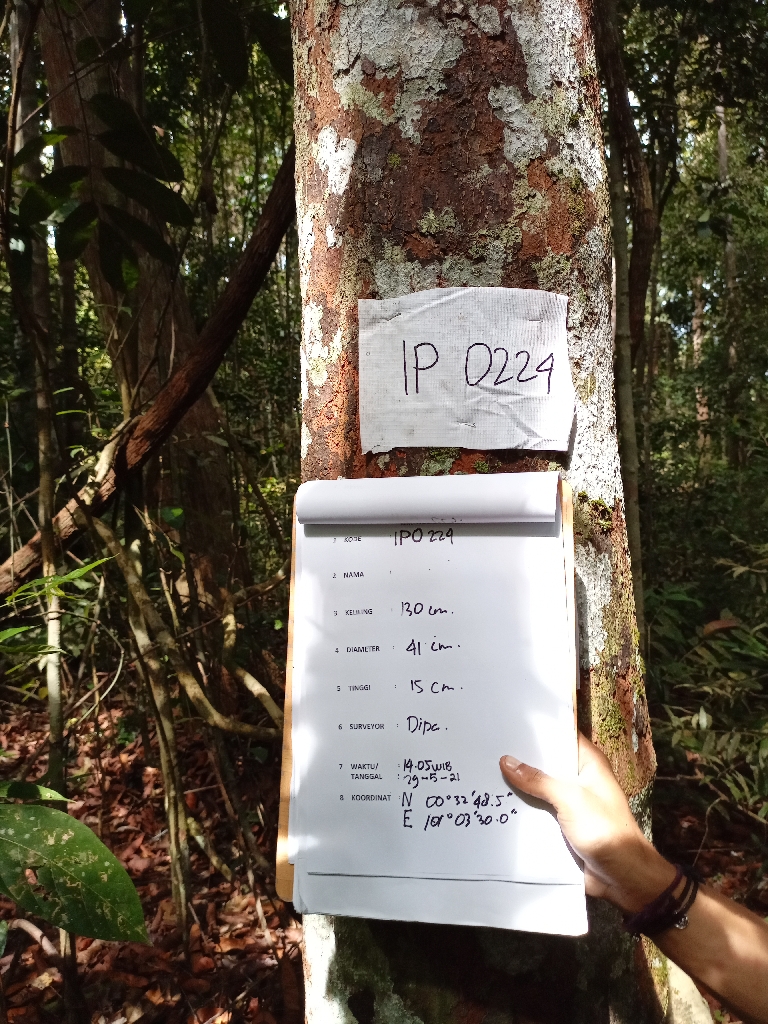 IP 0224
1 KODE : IP0224
2 NAMA :
3 KELILING : 130 cm.
4 DIAMETER : 41 cm.
5 TINGGI : 15 cm.
6 SURVEYOR : Dipa.
7 WAKTU/ : 14.05 WIB
TANGGAL : 29-5-21
8 KOORDINAT : N 00°32'48.5"
E 101°03'30.0"